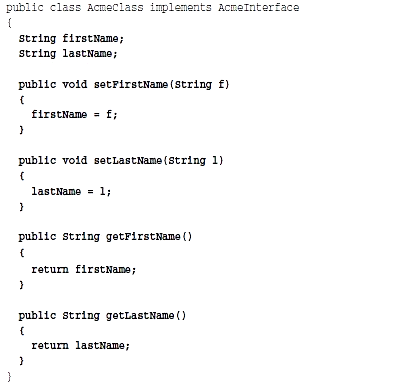 public class AcmeClass implements AcmeInterface
{
  String firstName;
  String lastName;

  public void setFirstName(String f)
  {
    firstName = f;
  }

  public void setLastName(String l)
  {
    lastName = l;
  }

  public String getFirstName()
  {
    return firstName;
  }

  public String getLastName()
  {
    return lastName;
  }
}